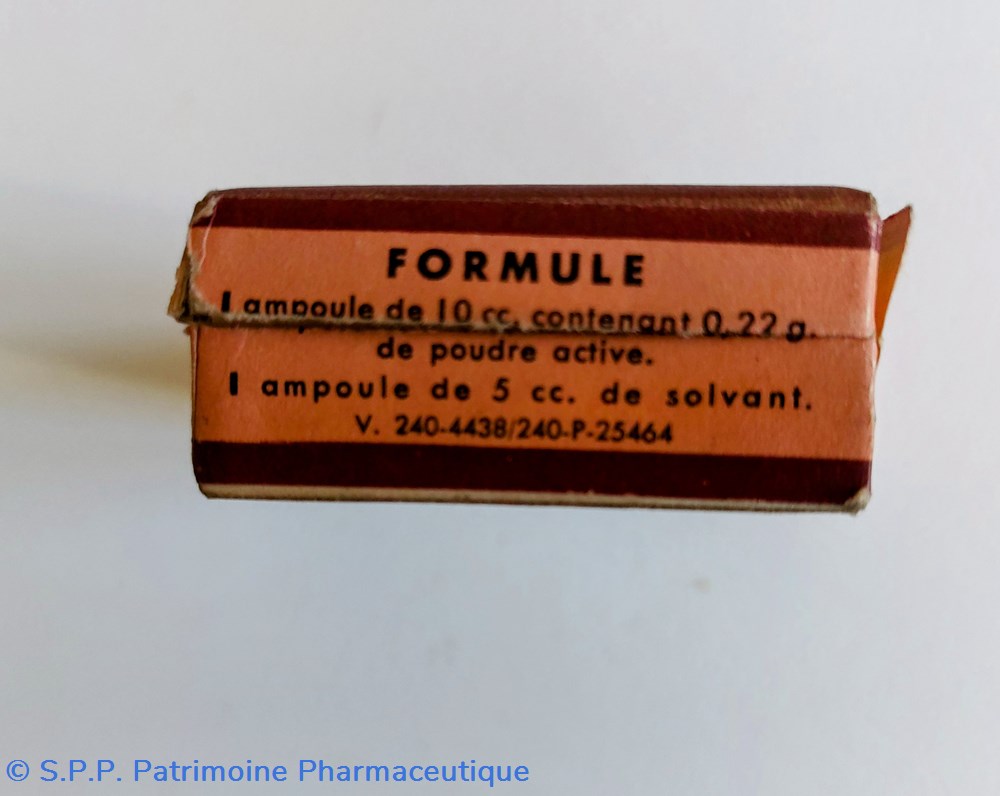 FORMULE
1 ampoule de 10 cc. contenant 0,22 g.
de poudre active.
1 ampoule de 5 cc. de solvant.
V. 240-4438/240-P-25464
© S.P.P. Patrimoine Pharmaceutique